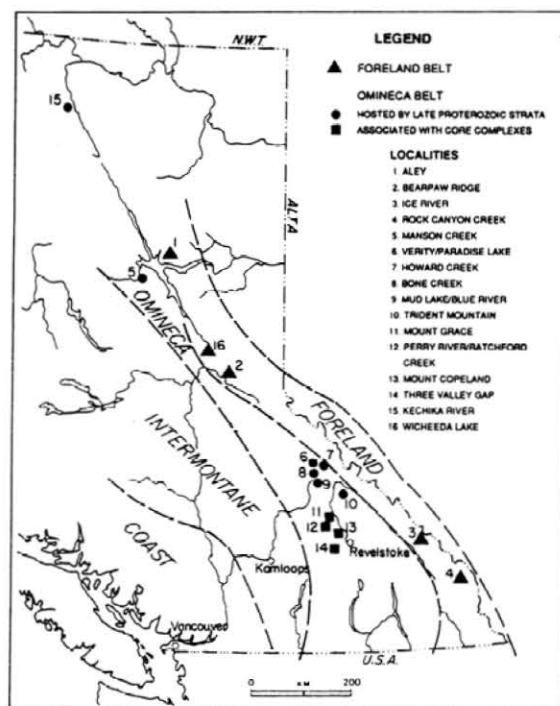 N.W.T.
LEGEND
FORELAND BELT
OMINECA BELT
HOSTED BY LATE PROTEROZOIC STRATA
ASSOCIATED WITH CORE COMPLEXES
LOCALITIES
1 ALEY
2. BEARPAW RIDGE
3. ICE RIVER
4 ROCK CANYON CREEK
5 MANSON CREEK
6 VERITY/PARADISE LAKE
7 HOWARD CREEK
8 BONE CREEK
9 MUD LAKE/BLUE RIVER
10 TRIDENT MOUNTAIN
11 MOUNT GRACE
12 PERRY RIVER/RATCHFORD
CREEK
13. MOUNT COPELAND
14 THREE VALLEY GAP
15 KECHIKA RIVER
16 WICHEEDA LAKE
15
ALTA
1
5
OMINECA
16
2
FORELAND
INTERMONTANE
6
7
8
9
10
11
12
13
14
3
4
COAST
Revelstoke
Kamloops
Vancouver
U.S.A.
0 KM 200